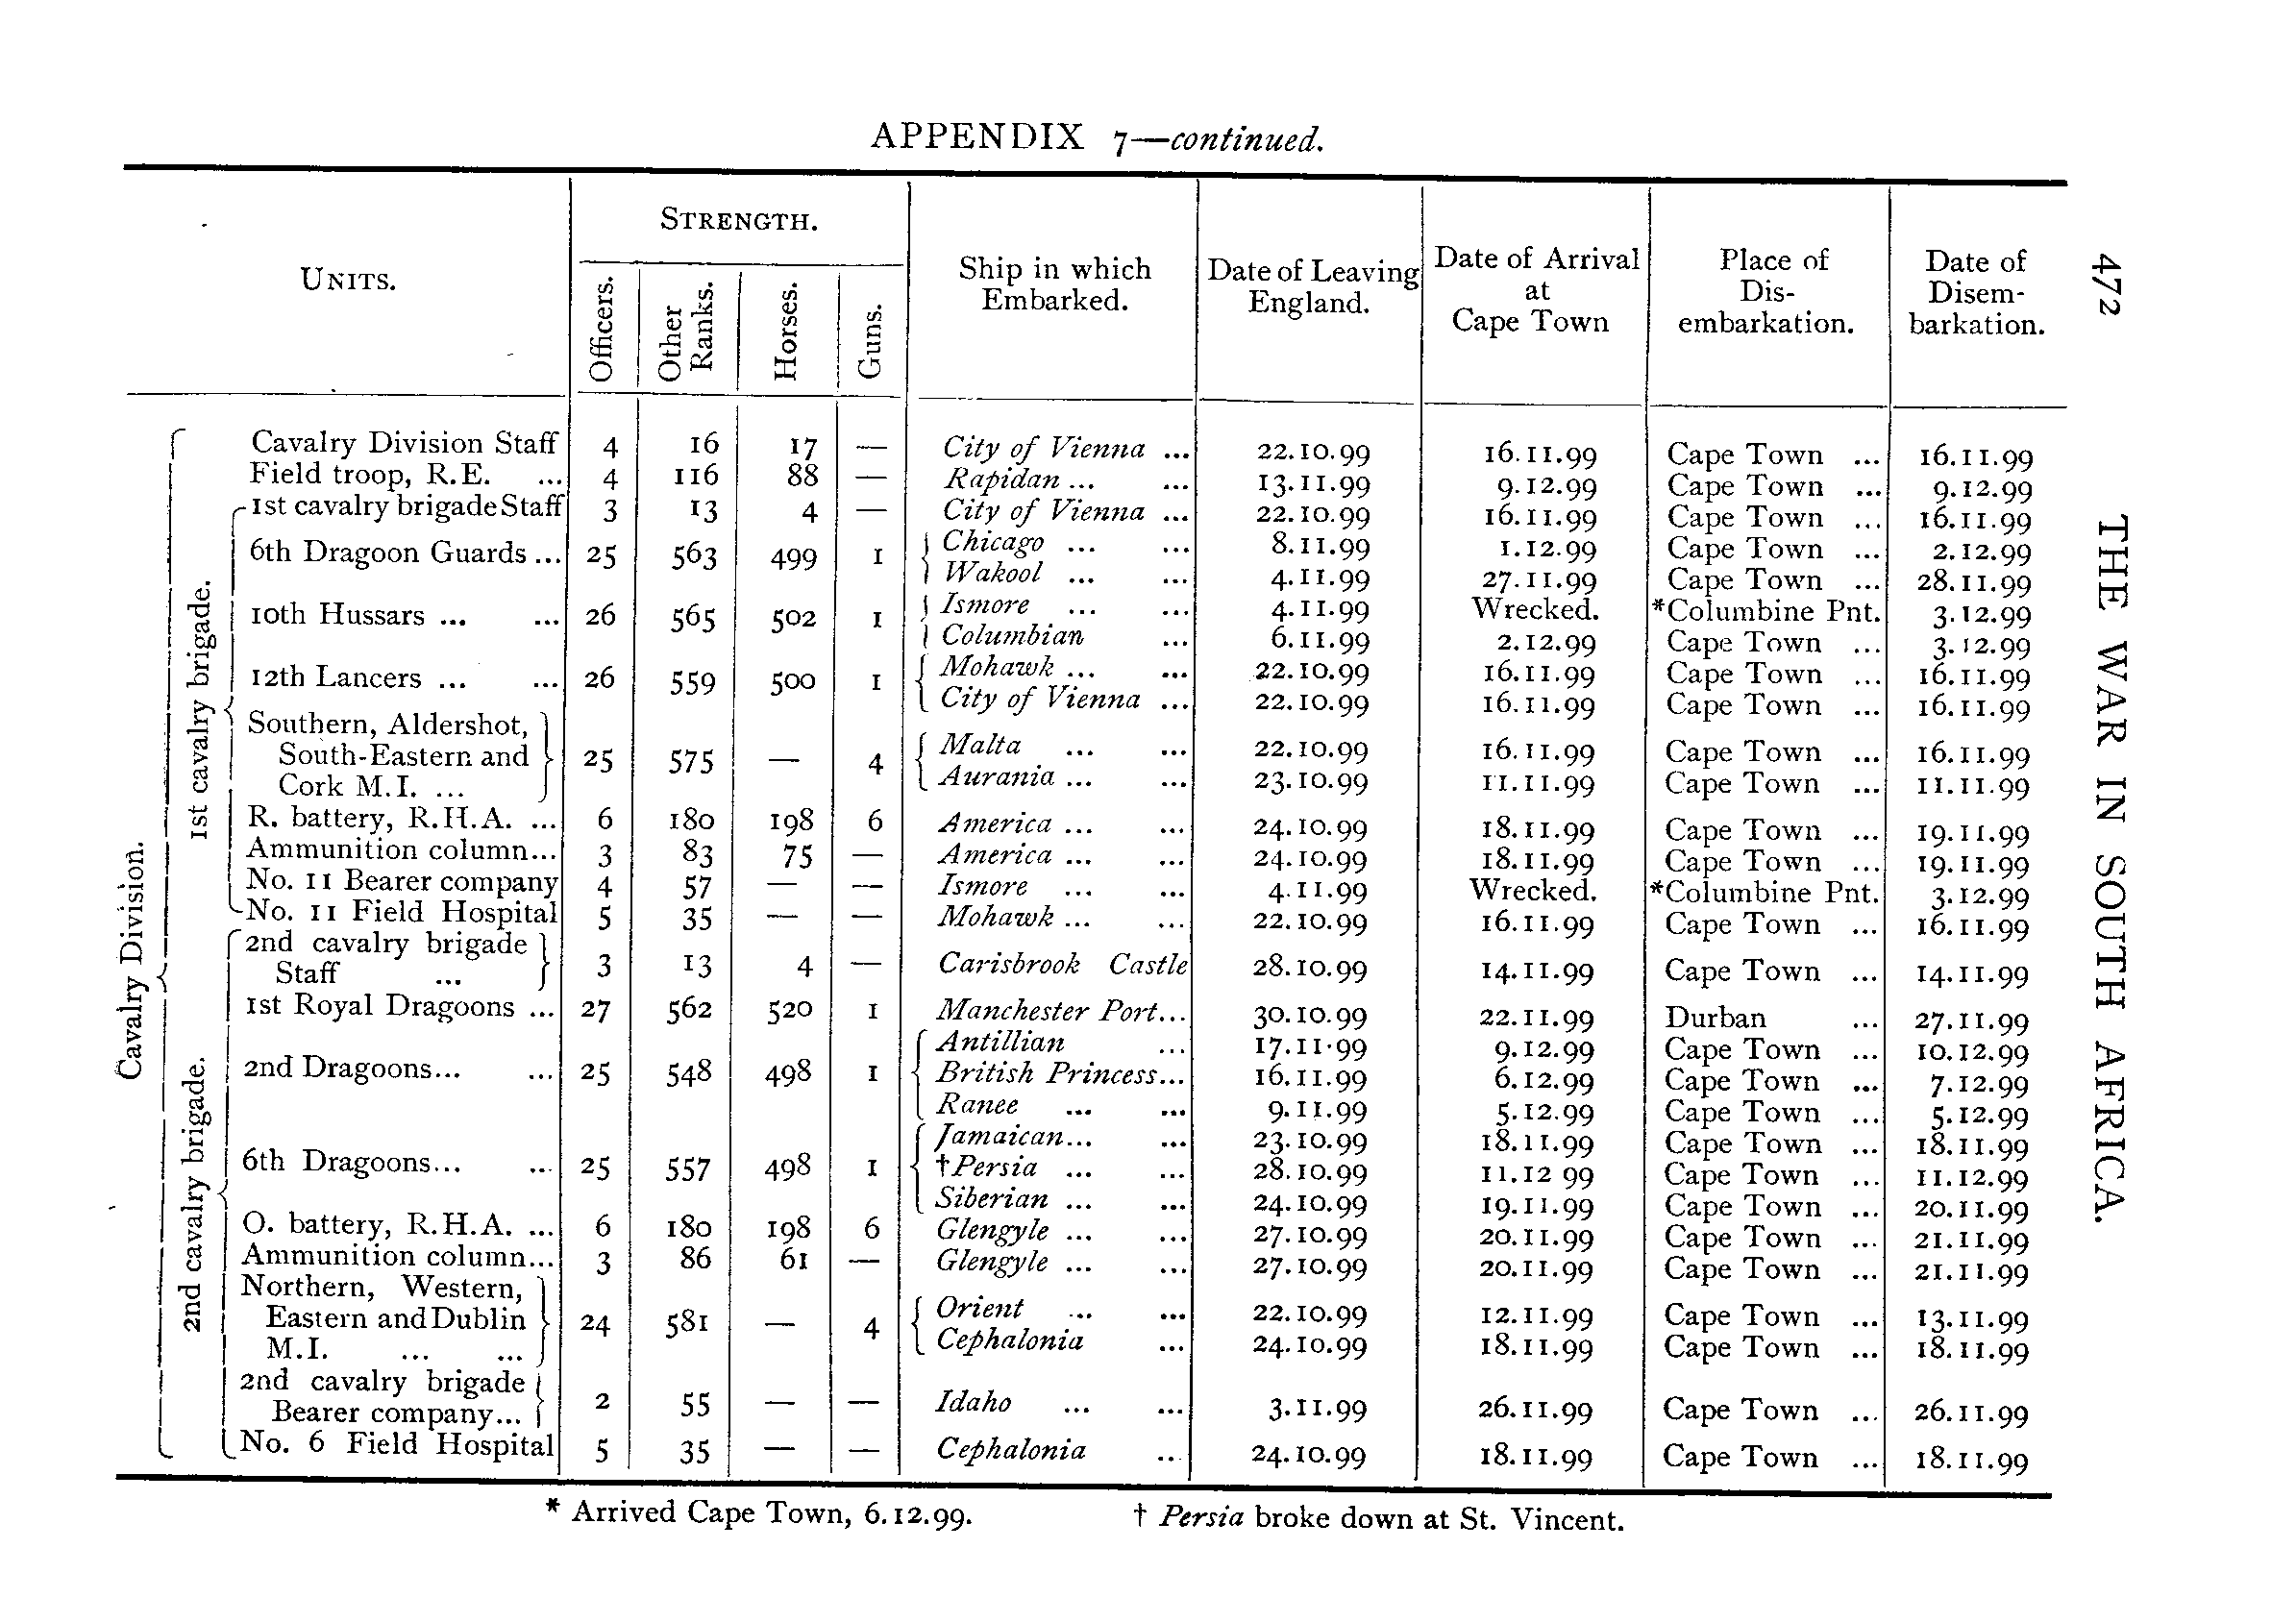 APPENDIX 7—continued.
UNITS.
STRENGTH.
Officers.
Other Ranks.
Horses.
Guns.
Ship in which Embarked.
Date of Leaving England.
Date of Arrival at Cape Town
Place of Dis-embarkation.
Date of Disem-barkation.
472 THE WAR IN SOUTH AFRICA.
Cavalry Division.
Cavalry Division Staff 4 16 17 — City of Vienna ... 22.10.99 16.11.99 Cape Town ... 16.11.99
Field troop, R.E. ... 4 116 88 — Rapidan ... ... 13.11.99 9.12.99 Cape Town ... 9.12.99
1st cavalry brigade.
1st cavalry brigade Staff 3 13 4 — City of Vienna ... 22.10.99 16.11.99 Cape Town ... 16.11.99
6th Dragoon Guards ... 25 563 499 1 Chicago ... ... 8.11.99 1.12.99 Cape Town ... 2.12.99
Wakool ... ... 4.11.99 27.11.99 Cape Town ... 28.11.99
10th Hussars ... ... 26 565 502 1 Ismore ... ... 4.11.99 Wrecked. *Columbine Pnt. 3.12.99
Columbian ... 6.11.99 2.12.99 Cape Town ... 3.12.99
12th Lancers ... ... 26 559 500 1 Mohawk ... ... 22.10.99 16.11.99 Cape Town ... 16.11.99
City of Vienna ... 22.10.99 16.11.99 Cape Town ... 16.11.99
Southern, Aldershot,
South-Eastern and 25 575 — 4 Malta ... ... 22.10.99 16.11.99 Cape Town ... 16.11.99
Cork M.I. ... Aurania ... ... 23.10.99 11.11.99 Cape Town ... 11.11.99
R. battery, R.H.A. ... 6 180 198 6 America ... ... 24.10.99 18.11.99 Cape Town ... 19.11.99
Ammunition column... 3 83 75 — America ... ... 24.10.99 18.11.99 Cape Town ... 19.11.99
No. 11 Bearer company 4 57 — — Ismore ... ... 4.11.99 Wrecked. *Columbine Pnt. 3.12.99
No. 11 Field Hospital 5 35 — — Mohawk ... ... 22.10.99 16.11.99 Cape Town ... 16.11.99
2nd cavalry brigade.
2nd cavalry brigade
Staff ... 3 13 4 — Carisbrook Castle 28.10.99 14.11.99 Cape Town ... 14.11.99
1st Royal Dragoons ... 27 562 520 1 Manchester Port... 30.10.99 22.11.99 Durban ... 27.11.99
Antillian ... 17.11.99 9.12.99 Cape Town ... 10.12.99
2nd Dragoons... ... 25 548 498 1 British Princess... 16.11.99 6.12.99 Cape Town ... 7.12.99
Ranee ... ... 9.11.99 5.12.99 Cape Town ... 5.12.99
Jamaican... ... 23.10.99 18.11.99 Cape Town ... 18.11.99
6th Dragoons... ... 25 557 498 1 †Persia ... ... 28.10.99 11.12 99 Cape Town ... 11.12.99
Siberian ... ... 24.10.99 19.11.99 Cape Town ... 20.11.99
O. battery, R.H.A. ... 6 180 198 6 Glengyle ... ... 27.10.99 20.11.99 Cape Town ... 21.11.99
Ammunition column... 3 86 61 — Glengyle ... ... 27.10.99 20.11.99 Cape Town ... 21.11.99
Northern, Western,
Eastern and Dublin 24 581 — 4 Orient ... ... 22.10.99 12.11.99 Cape Town ... 13.11.99
M.I. ... ... Cephalonia ... 24.10.99 18.11.99 Cape Town ... 18.11.99
2nd cavalry brigade
Bearer company... 2 55 — — Idaho ... ... 3.11.99 26.11.99 Cape Town ... 26.11.99
No. 6 Field Hospital 5 35 — — Cephalonia ... 24.10.99 18.11.99 Cape Town ... 18.11.99
* Arrived Cape Town, 6.12.99. † Persia broke down at St. Vincent.